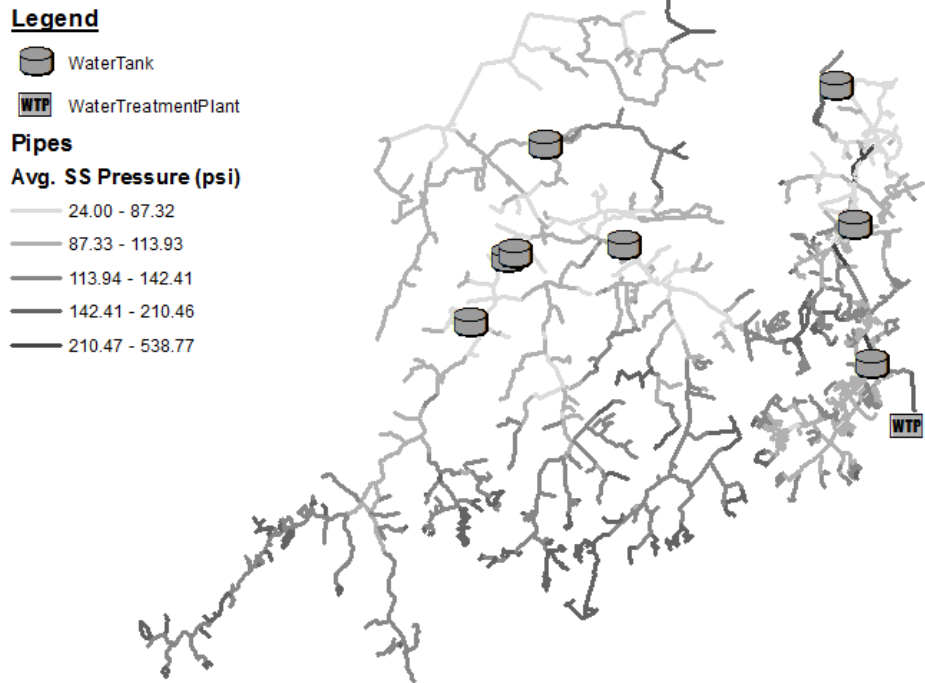 Legend
WaterTank
WTP WaterTreatmentPlant
Pipes
Avg. SS Pressure (psi)
24.00 - 87.32
87.33 - 113.93
113.94 - 142.41
142.41 - 210.46
210.47 - 538.77
WTP